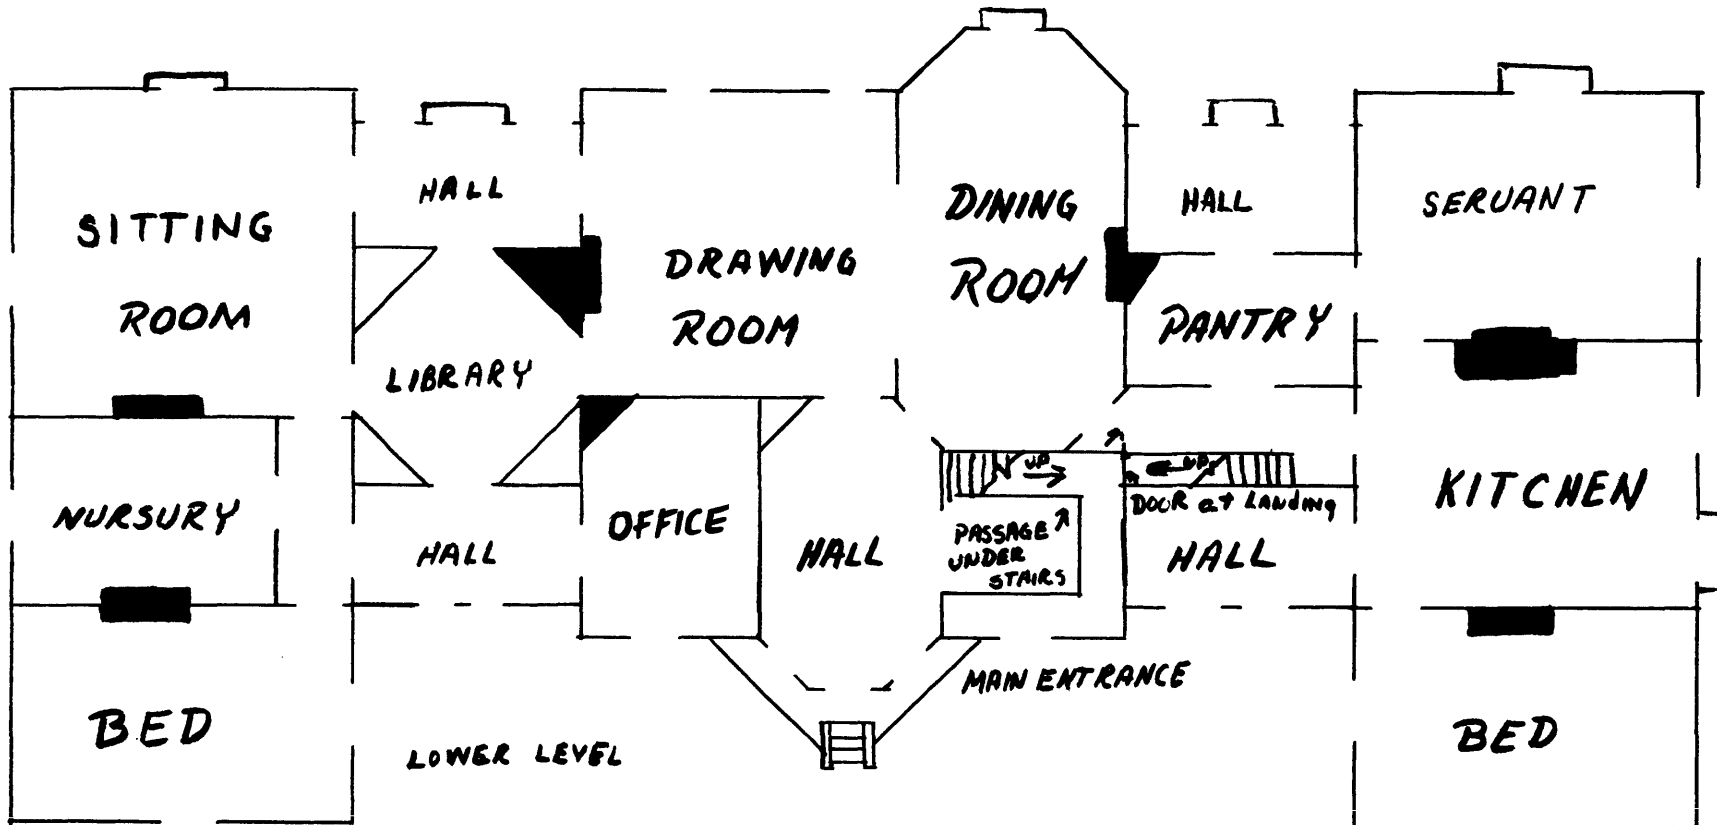 HALL
SITTING
ROOM
LIBRARY
NURSURY
HALL
BED
LOWER LEVEL
DRAWING
ROOM
OFFICE
HALL
DINING
ROOM
UP
PASSAGE
UNDER
STAIRS
MAIN ENTRANCE
HALL
PANTRY
UP
DOOR at LANDING
HALL
SERVANT
KITCHEN
BED